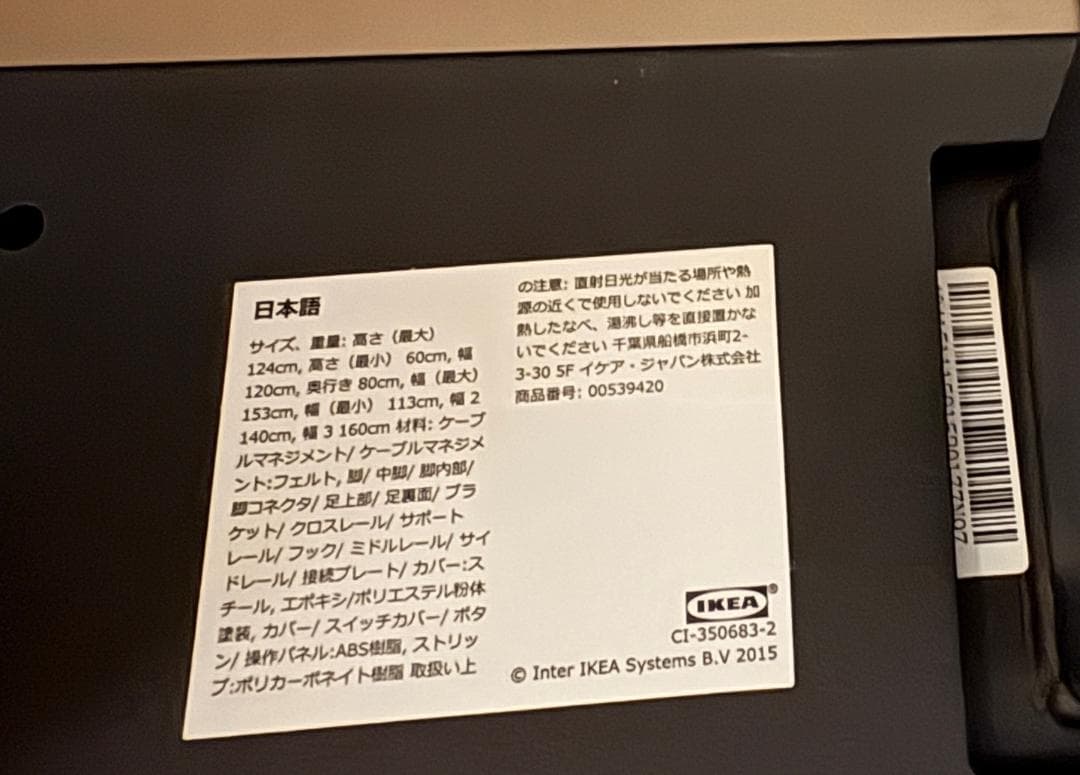 日本語
サイズ、重量: 高さ（最大）
124cm, 高さ（最小） 60cm, 幅
120cm, 奥行き 80cm, 幅（最大）
153cm, 幅（最小） 113cm, 幅 2
140cm, 幅 3 160cm 材料: ケーブ
ルマネジメント/ ケーブルマネジメ
ント:フェルト, 脚/ 中脚/ 脚内部/
脚コネクタ/ 足上部/ 足裏面/ ブラ
ケット/ クロスレール/ サポート
レール/ フック/ ミドルレール/ サイ
ドレール/ 接続プレート/ カバー:ス
チール, エポキシ/ポリエステル粉体
塗装, カバー/ スイッチカバー/ ボタ
ン/ 操作パネル:ABS樹脂, ストリッ
プ:ポリカーボネイト樹脂 取扱い上
の注意: 直射日光が当たる場所や熱
源の近くで使用しないでください 加
熱したなべ、湯沸し等を直接置かな
いでください 千葉県船橋市浜町2-
3-30 5F イケア・ジャパン株式会社
商品番号: 00539420
IKEA®
CI-350683-2
© Inter IKEA Systems B.V 2015